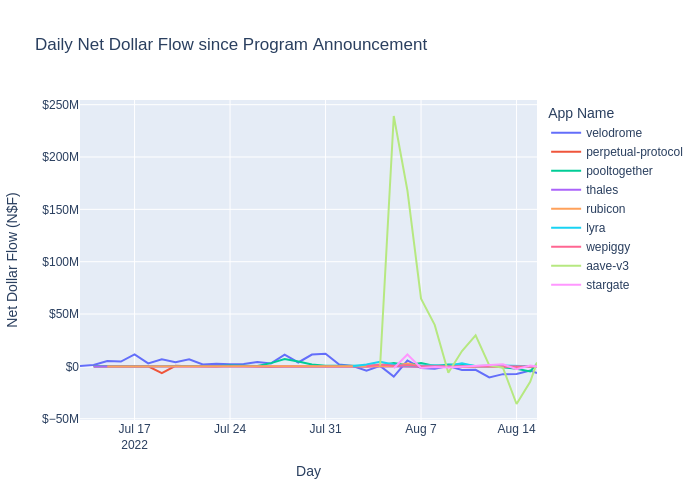 Daily Net Dollar Flow since Program Announcement
Net Dollar Flow (N$F)
$250M
$200M
$150M
$100M
$50M
$0
$−50M
Jul 17
2022
Jul 24
Jul 31
Aug 7
Aug 14
Day
App Name
velodrome
perpetual-protocol
pooltogether
thales
rubicon
lyra
wepiggy
aave-v3
stargate